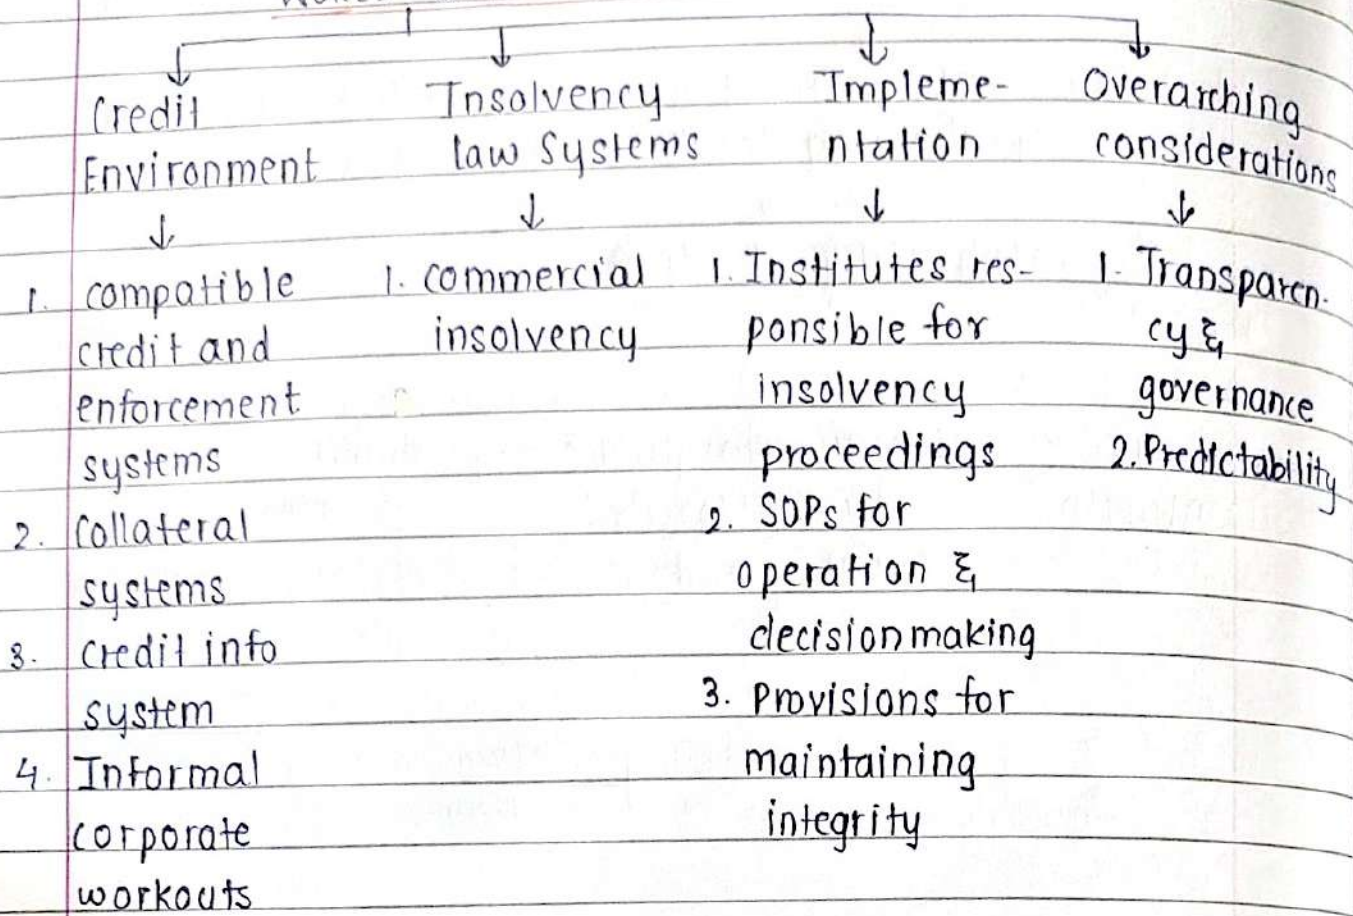 Credit
Environment
1. compatible
credit and
enforcement
systems
2. Collateral
systems
3. Credit info
system
4. Informal
corporate
workouts
Insolvency
law Systems
1. commercial
insolvency
Impleme-
ntation
1. Institutes res-
ponsible for
insolvency
proceedings
2. SOPs for
operation &
decision making
3. Provisions for
maintaining
integrity
Overarching
considerations
1. Transparen-
cy &
governance
2. Predictability